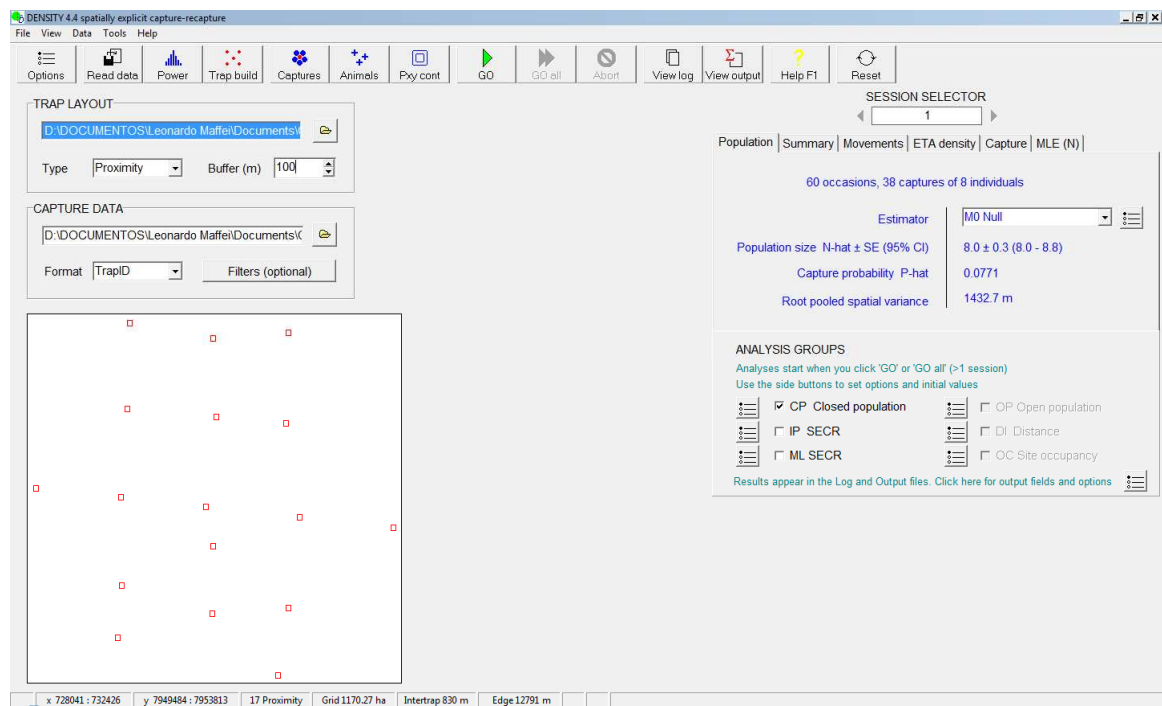 DENSITY 4.4 spatially explicit capture-recapture
File View Data Tools Help
Options Read data Power Trap build Captures Animals Pxy cont GO GO all Abort View log View output Help F1 Reset
TRAP LAYOUT
D:\DOCUMENTOS\Leonardo Maffei\Documents\
Type Proximity Buffer (m) 100
CAPTURE DATA
D:\DOCUMENTOS\Leonardo Maffei\Documents\
Format TrapID Filters (optional)
SESSION SELECTOR
1
Population Summary Movements ETA density Capture MLE (N)
60 occasions, 38 captures of 8 individuals
Estimator M0 Null
Population size N-hat ± SE (95% CI) 8.0 ± 0.3 (8.0 - 8.8)
Capture probability P-hat 0.0771
Root pooled spatial variance 1432.7 m
ANALYSIS GROUPS
Analyses start when you click 'GO' or 'GO all' (>1 session)
Use the side buttons to set options and initial values
CP Closed population OP Open population
IP SECR DI Distance
ML SECR OC Site occupancy
Results appear in the Log and Output files. Click here for output fields and options
x 728041 : 732426 y 7949484 : 7953813 17 Proximity Grid 1170.27 ha Intertrap 830 m Edge 12791 m